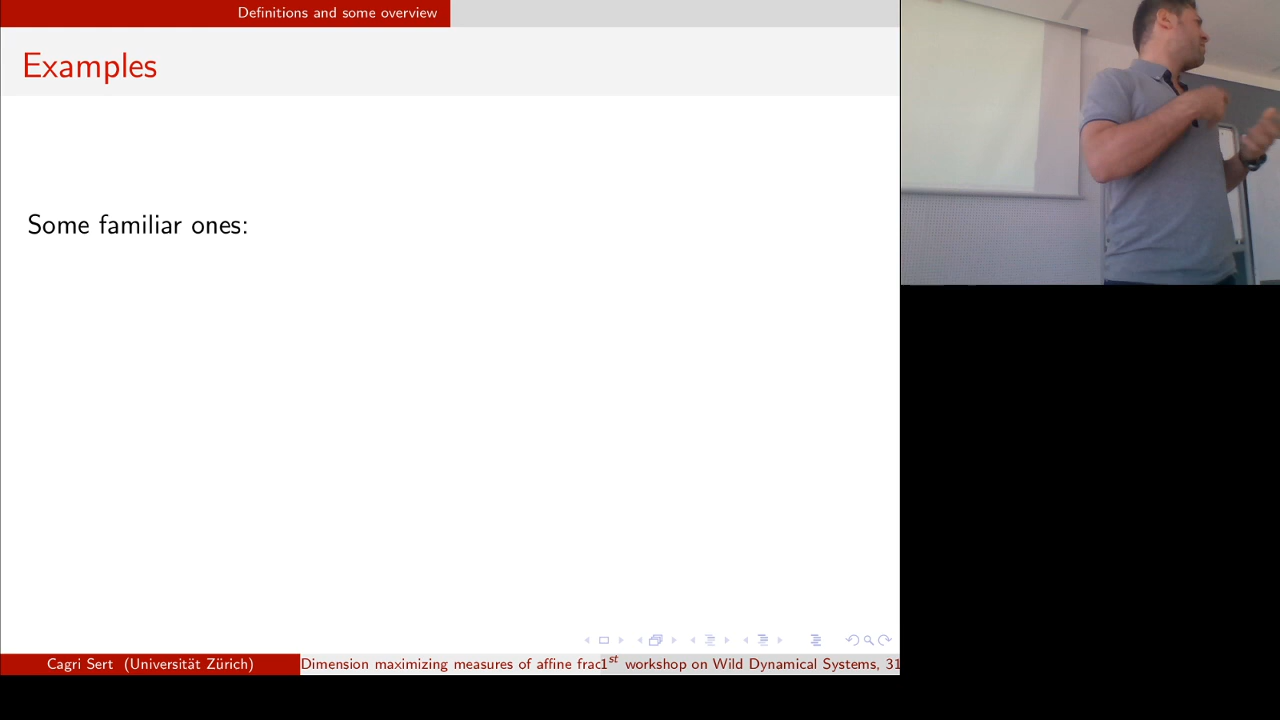 Definitions and some overview
Examples
Some familiar ones:
Cagri Sert (Universität Zürich)
Dimension maximizing measures of affine frac
1st workshop on Wild Dynamical Systems, 31